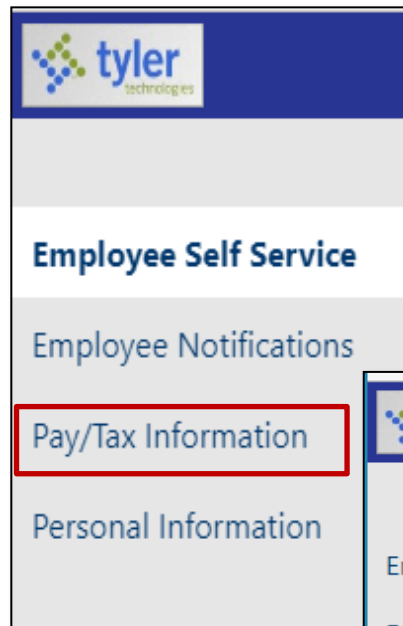 tyler
technologies
Employee Self Service
Employee Notifications
Pay/Tax Information
Personal Information